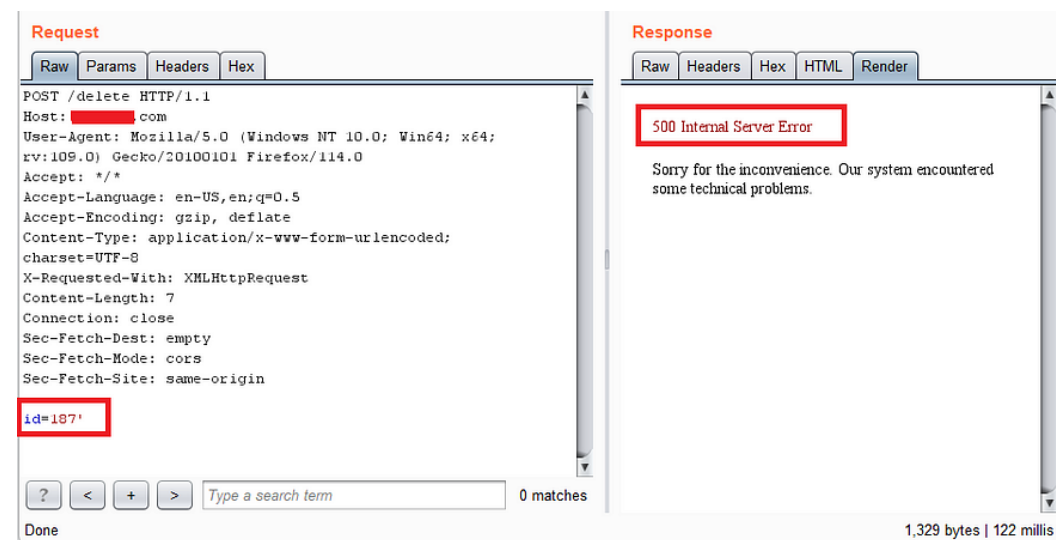 Request
Raw Params Headers Hex
POST /delete HTTP/1.1
Host: .com
User-Agent: Mozilla/5.0 (Windows NT 10.0; Win64; x64;
rv:109.0) Gecko/20100101 Firefox/114.0
Accept: */*
Accept-Language: en-US,en;q=0.5
Accept-Encoding: gzip, deflate
Content-Type: application/x-www-form-urlencoded;
charset=UTF-8
X-Requested-With: XMLHttpRequest
Content-Length: 7
Connection: close
Sec-Fetch-Dest: empty
Sec-Fetch-Mode: cors
Sec-Fetch-Site: same-origin
id=187'
? < + > Type a search term 0 matches
Done
Response
Raw Headers Hex HTML Render
500 Internal Server Error
Sorry for the inconvenience. Our system encountered
some technical problems.
1,329 bytes | 122 millis